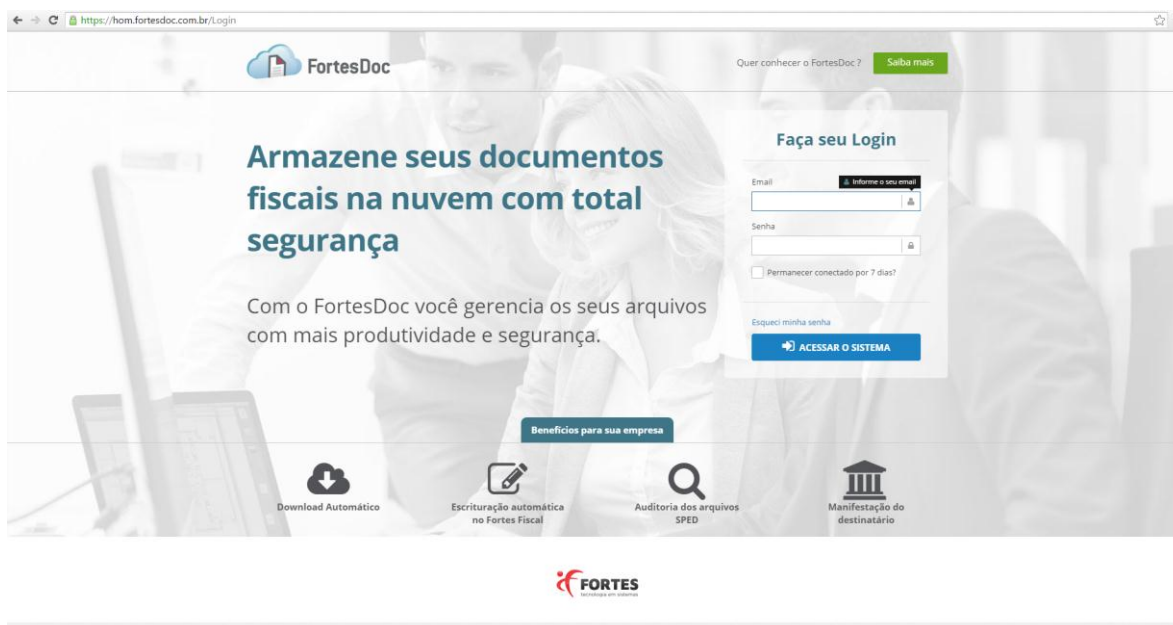 https://hom.fortesdoc.com.br/Login
FortesDoc
Quer conhecer o FortesDoc ?
Saiba mais
Armazene seus documentos
fiscais na nuvem com total
segurança
Com o FortesDoc você gerencia os seus arquivos
com mais produtividade e segurança.
Faça seu Login
Email
Informe o seu email
Senha
Permanecer conectado por 7 dias?
Esqueci minha senha
ACESSAR O SISTEMA
Benefícios para sua empresa
Download Automático
Escrituração automática
no Fortes Fiscal
Auditoria dos arquivos
SPED
Manifestação do
destinatário
FORTES
tecnologia em sistemas